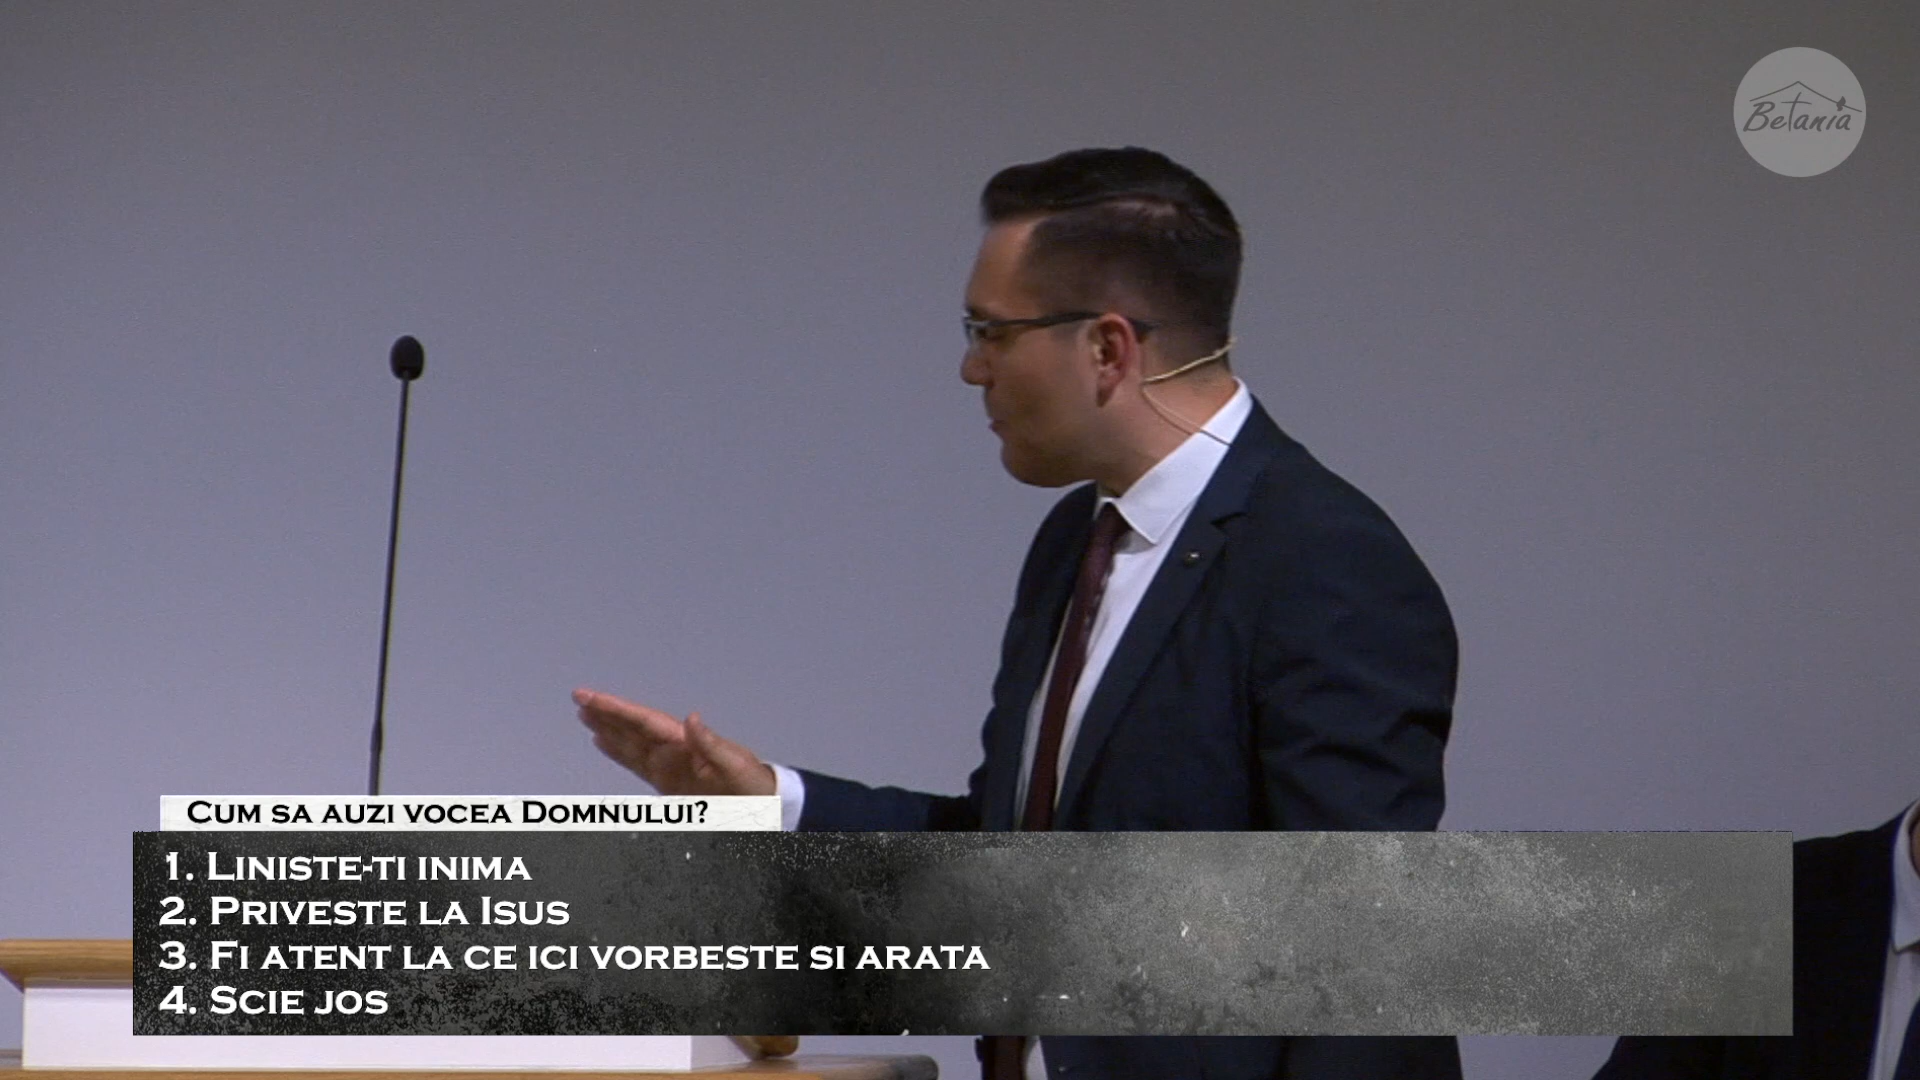 Betania
Cum sa auzi vocea Domnului?
1. Liniste-ti inima
2. Priveste la Isus
3. Fi atent la ce ici vorbeste si arata
4. Scie jos